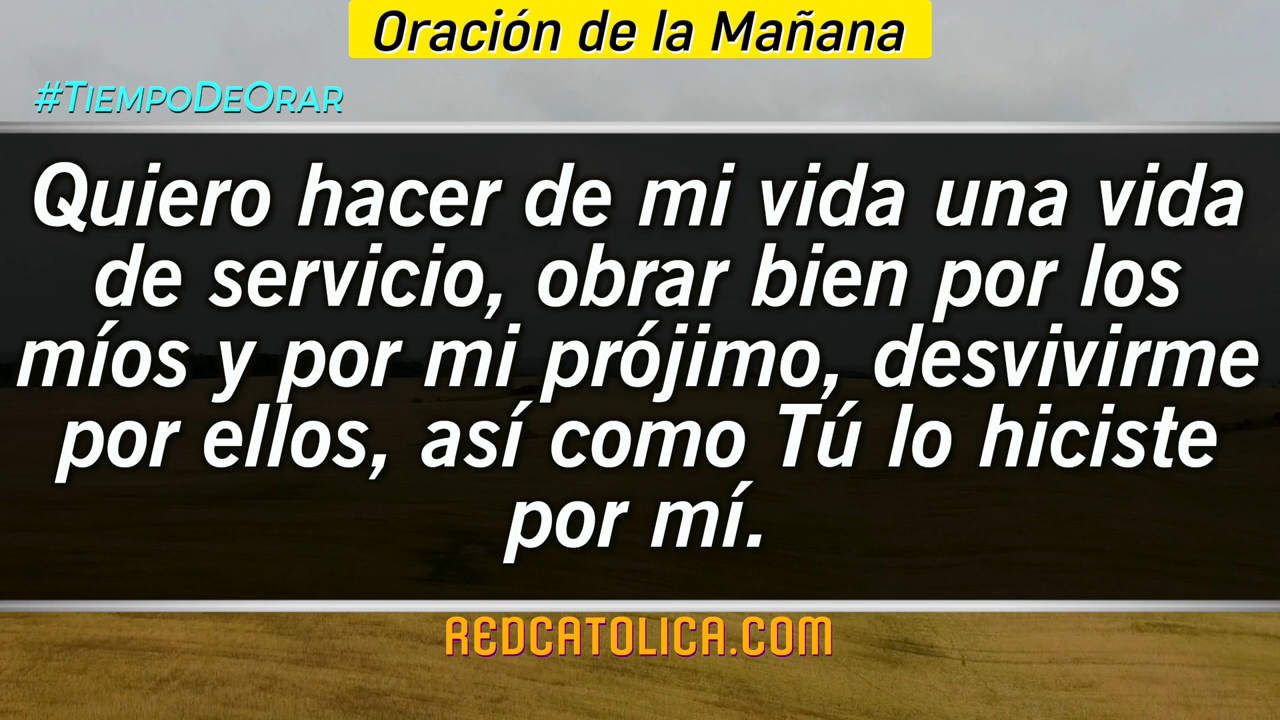 Oración de la Mañana
#TiempoDeOrar
Quiero hacer de mi vida una vida
de servicio, obrar bien por los
míos y por mi prójimo, desvivirme
por ellos, así como Tú lo hiciste
por mí.
REDCATOLICA.COM